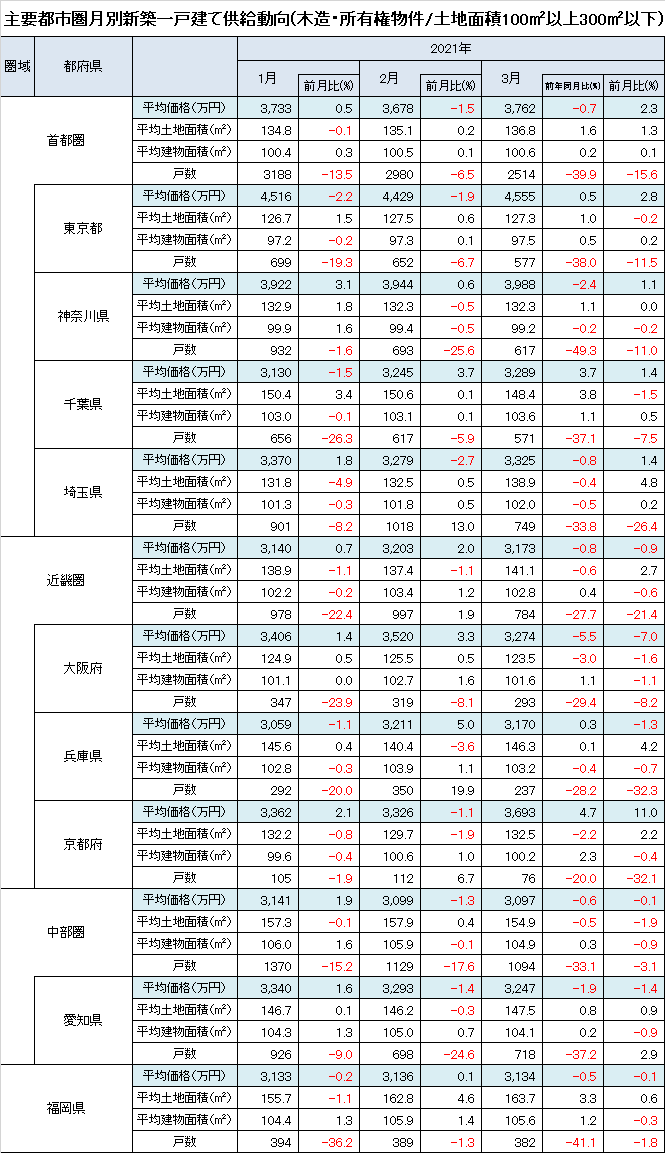 主要都市圏月別新築一戸建て供給動向(木造・所有権物件/土地面積100㎡以上300㎡以下)
2021年
圏域 都府県 1月 前月比(%) 2月 前月比(%) 3月 前年同月比(%) 前月比(%)
首都圏
平均価格(万円) 3,733 0.5 3,678 -1.5 3,762 -0.7 2.3
平均土地面積(㎡) 134.8 -0.1 135.1 0.2 136.8 1.6 1.3
平均建物面積(㎡) 100.4 0.3 100.5 0.1 100.6 0.2 0.1
戸数 3188 -13.5 2980 -6.5 2514 -39.9 -15.6
東京都
平均価格(万円) 4,516 -2.2 4,429 -1.9 4,555 0.5 2.8
平均土地面積(㎡) 126.7 1.5 127.5 0.6 127.3 1.0 -0.2
平均建物面積(㎡) 97.2 -0.2 97.3 0.1 97.5 0.5 0.2
戸数 699 -19.3 652 -6.7 577 -38.0 -11.5
神奈川県
平均価格(万円) 3,922 3.1 3,944 0.6 3,988 -2.4 1.1
平均土地面積(㎡) 132.9 1.8 132.3 -0.5 132.3 1.1 0.0
平均建物面積(㎡) 99.9 1.6 99.4 -0.5 99.2 -0.2 -0.2
戸数 932 -1.6 693 -25.6 617 -49.3 -11.0
千葉県
平均価格(万円) 3,130 -1.5 3,245 3.7 3,289 3.7 1.4
平均土地面積(㎡) 150.4 3.4 150.6 0.1 148.4 3.8 -1.5
平均建物面積(㎡) 103.0 -0.1 103.1 0.1 103.6 1.1 0.5
戸数 656 -26.3 617 -5.9 571 -37.1 -7.5
埼玉県
平均価格(万円) 3,370 1.8 3,279 -2.7 3,325 -0.8 1.4
平均土地面積(㎡) 131.8 -4.9 132.5 0.5 138.9 -0.4 4.8
平均建物面積(㎡) 101.3 -0.3 101.8 0.5 102.0 -0.5 0.2
戸数 901 -8.2 1018 13.0 749 -33.8 -26.4
近畿圏
平均価格(万円) 3,140 0.7 3,203 2.0 3,173 -0.8 -0.9
平均土地面積(㎡) 138.9 -1.1 137.4 -1.1 141.1 -0.6 2.7
平均建物面積(㎡) 102.2 -0.2 103.4 1.2 102.8 0.4 -0.6
戸数 978 -22.4 997 1.9 784 -27.7 -21.4
大阪府
平均価格(万円) 3,406 1.4 3,520 3.3 3,274 -5.5 -7.0
平均土地面積(㎡) 124.9 0.5 125.5 0.5 123.5 -3.0 -1.6
平均建物面積(㎡) 101.1 0.0 102.7 1.6 101.6 1.1 -1.1
戸数 347 -23.9 319 -8.1 293 -29.4 -8.2
兵庫県
平均価格(万円) 3,059 -1.1 3,211 5.0 3,170 0.3 -1.3
平均土地面積(㎡) 145.6 0.4 140.4 -3.6 146.3 0.1 4.2
平均建物面積(㎡) 102.8 -0.3 103.9 1.1 103.2 -0.4 -0.7
戸数 292 -20.0 350 19.9 237 -28.2 -32.3
京都府
平均価格(万円) 3,362 2.1 3,326 -1.1 3,693 4.7 11.0
平均土地面積(㎡) 132.2 -0.8 129.7 -1.9 132.5 -2.2 2.2
平均建物面積(㎡) 99.6 -0.4 100.6 1.0 100.2 2.3 -0.4
戸数 105 -1.9 112 6.7 76 -20.0 -32.1
中部圏
平均価格(万円) 3,141 1.9 3,099 -1.3 3,097 -0.6 -0.1
平均土地面積(㎡) 157.3 -0.1 157.9 0.4 154.9 -0.5 -1.9
平均建物面積(㎡) 106.0 1.6 105.9 -0.1 104.9 0.3 -0.9
戸数 1370 -15.2 1129 -17.6 1094 -33.1 -3.1
愛知県
平均価格(万円) 3,340 1.6 3,293 -1.4 3,247 -1.9 -1.4
平均土地面積(㎡) 146.7 0.1 146.2 -0.3 147.5 0.8 0.9
平均建物面積(㎡) 104.3 1.3 105.0 0.7 104.1 0.2 -0.9
戸数 926 -9.0 698 -24.6 718 -37.2 2.9
福岡県
平均価格(万円) 3,133 -0.2 3,136 0.1 3,134 -0.5 -0.1
平均土地面積(㎡) 155.7 -1.1 162.8 4.6 163.7 3.3 0.6
平均建物面積(㎡) 104.4 1.3 105.9 1.4 105.6 1.2 -0.3
戸数 394 -36.2 389 -1.3 382 -41.1 -1.8